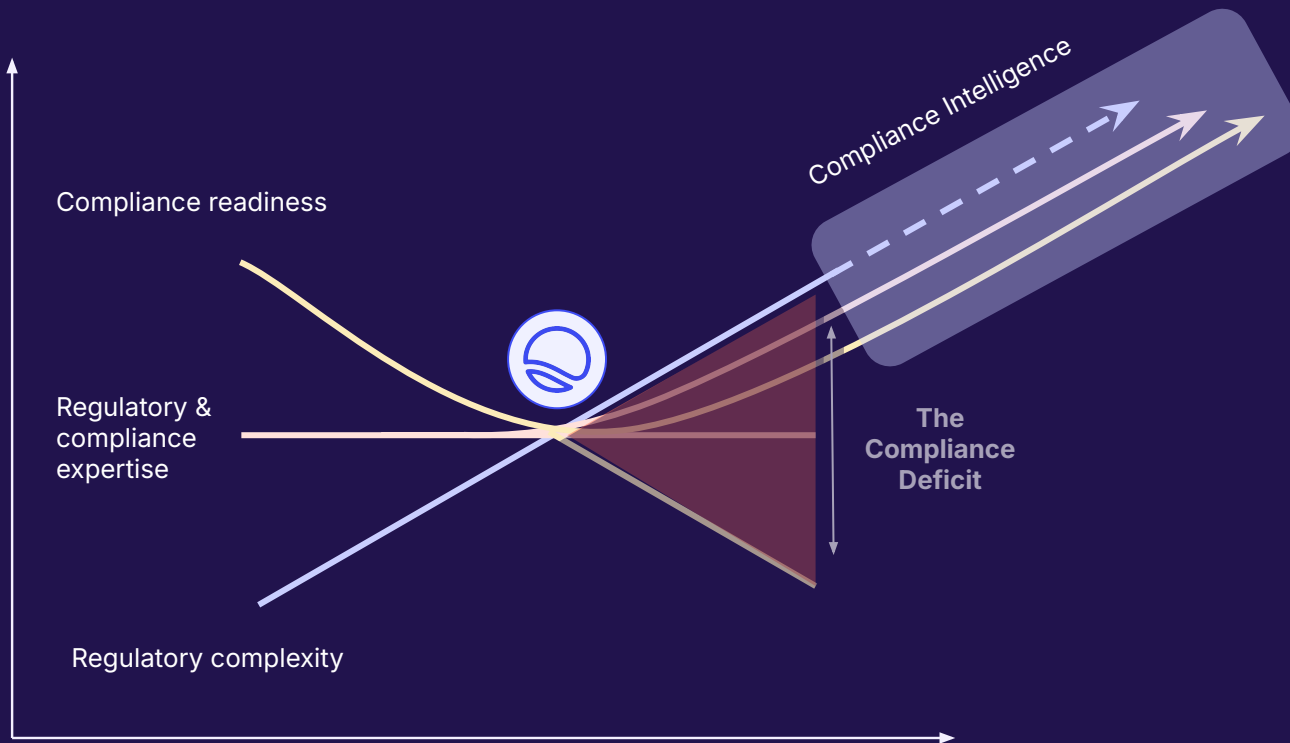 Compliance Intelligence
Compliance readiness
Regulatory &
compliance
expertise
The
Compliance
Deficit
Regulatory complexity